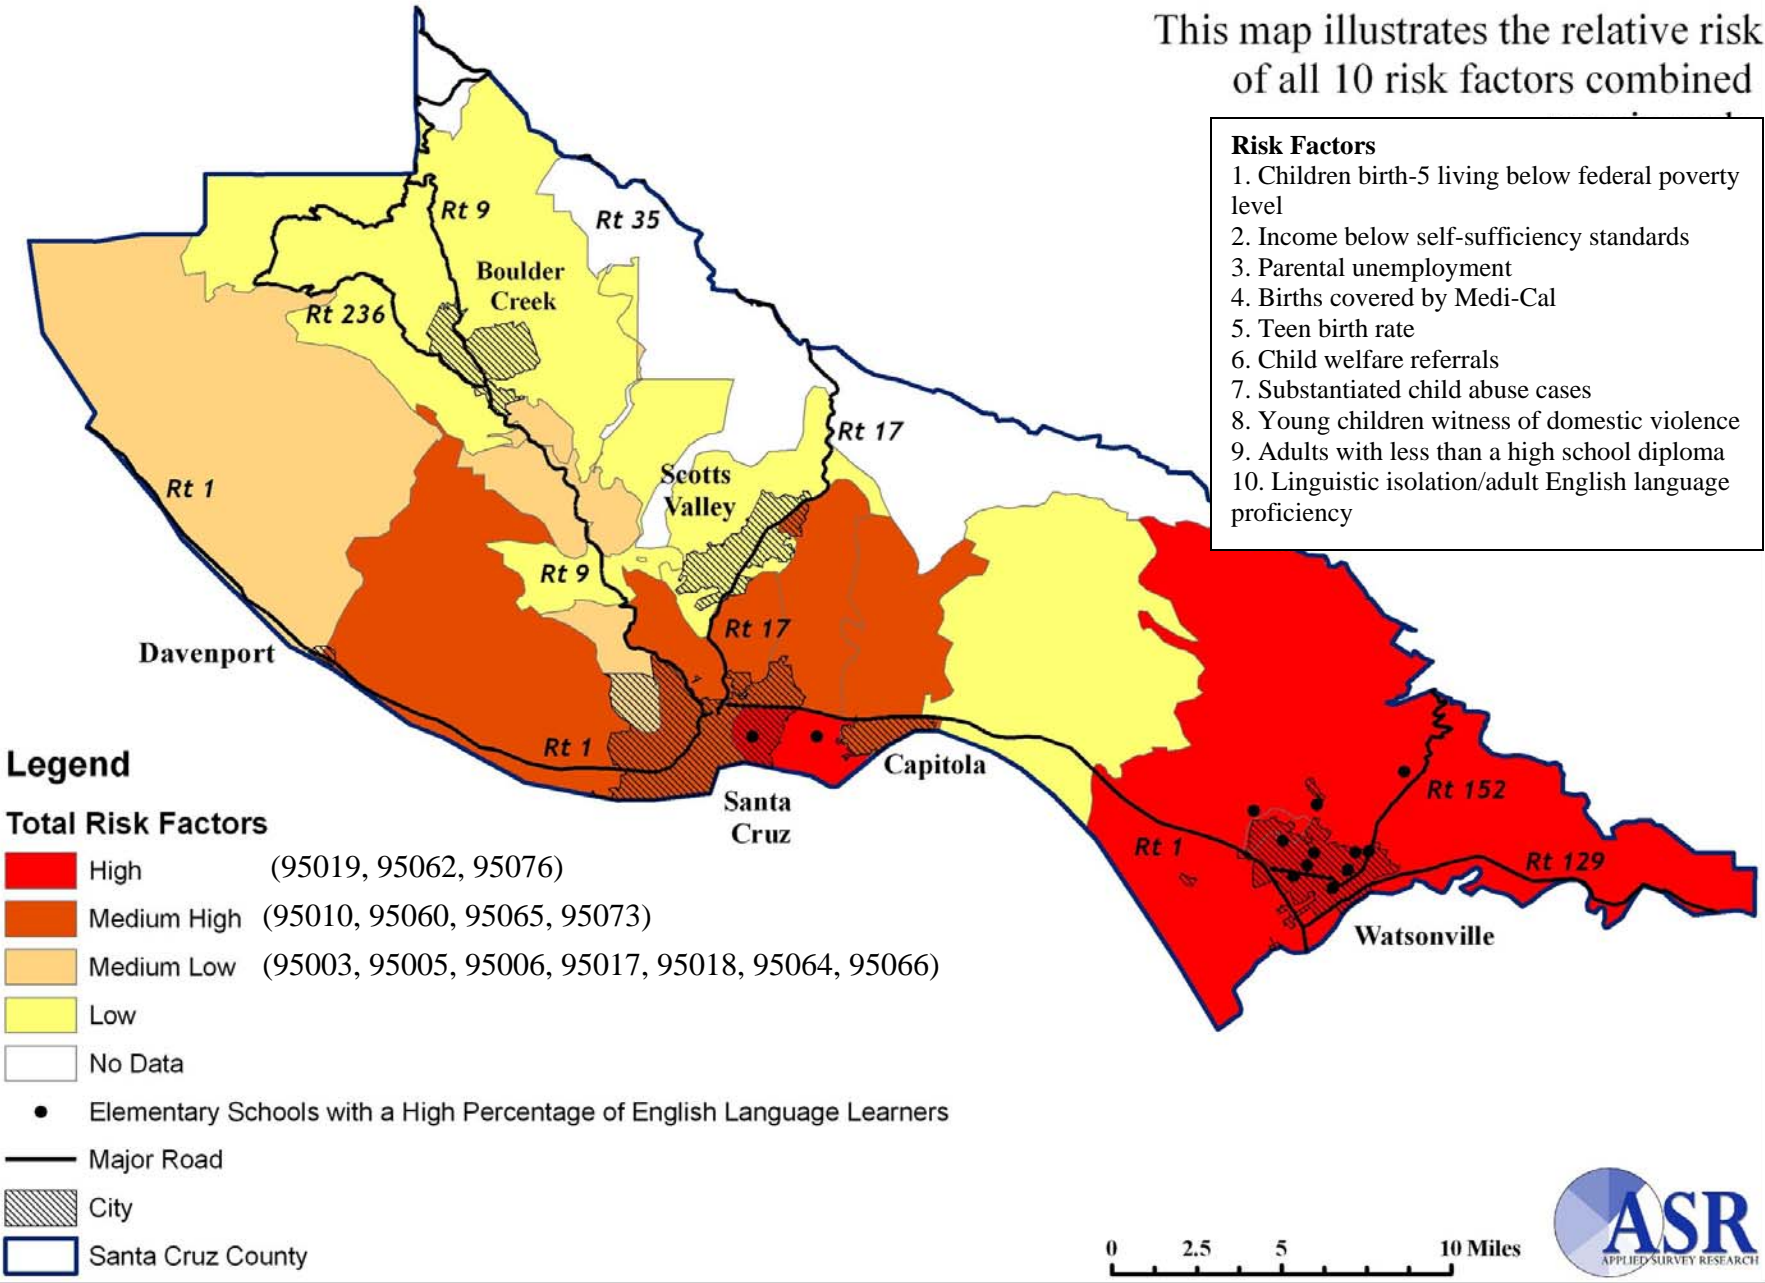 This map illustrates the relative risk
of all 10 risk factors combined
Risk Factors
1. Children birth-5 living below federal poverty
level
2. Income below self-sufficiency standards
3. Parental unemployment
4. Births covered by Medi-Cal
5. Teen birth rate
6. Child welfare referrals
7. Substantiated child abuse cases
8. Young children witness of domestic violence
9. Adults with less than a high school diploma
10. Linguistic isolation/adult English language
proficiency
Rt 9
Rt 35
Boulder
Creek
Rt 236
Rt 17
Scotts
Valley
Rt 1
Rt 9
Rt 17
Davenport
Rt 1
Capitola
Santa
Cruz
Rt 152
Rt 1
Rt 129
Watsonville
Legend
Total Risk Factors
High (95019, 95062, 95076)
Medium High (95010, 95060, 95065, 95073)
Medium Low (95003, 95005, 95006, 95017, 95018, 95064, 95066)
Low
No Data
Elementary Schools with a High Percentage of English Language Learners
Major Road
City
Santa Cruz County
0 2.5 5 10 Miles
ASR
APPLIED SURVEY RESEARCH